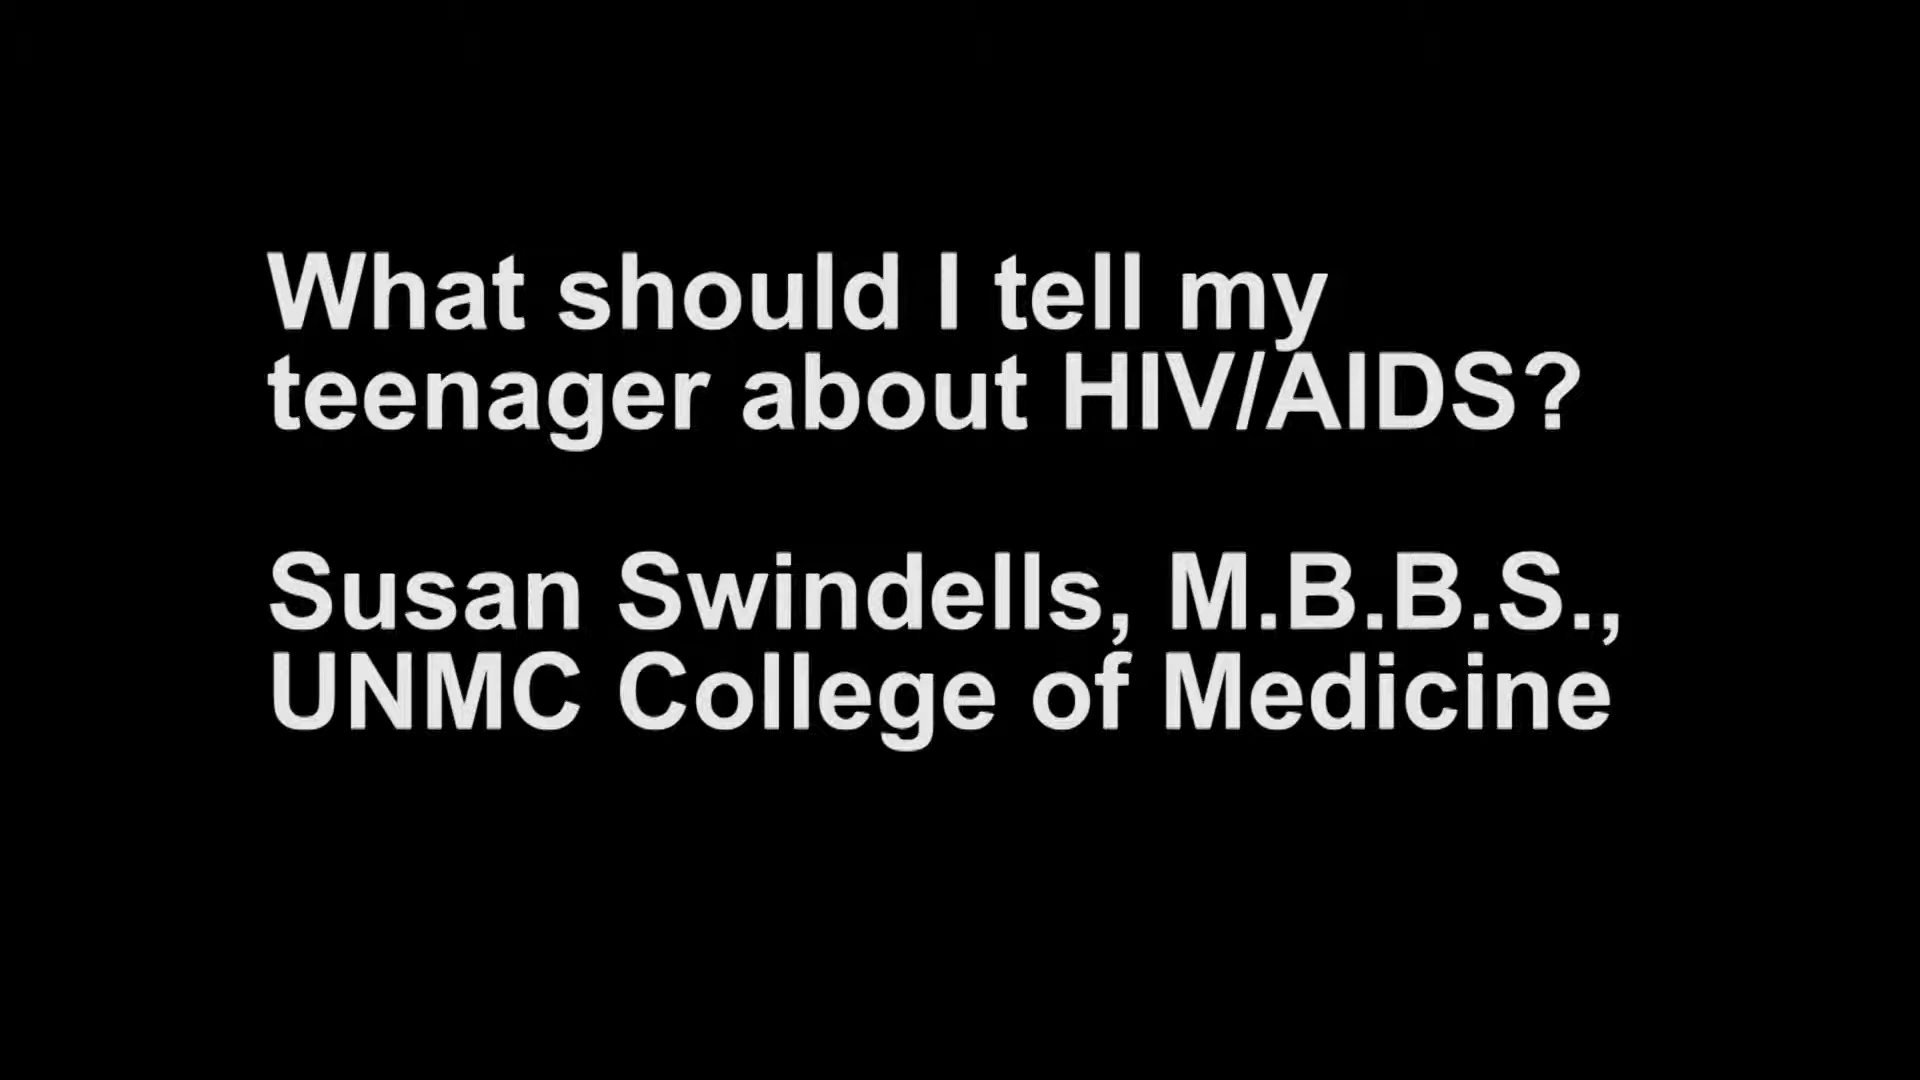 What should I tell my
teenager about HIV/AIDS?
Susan Swindells, M.B.B.S.,
UNMC College of Medicine